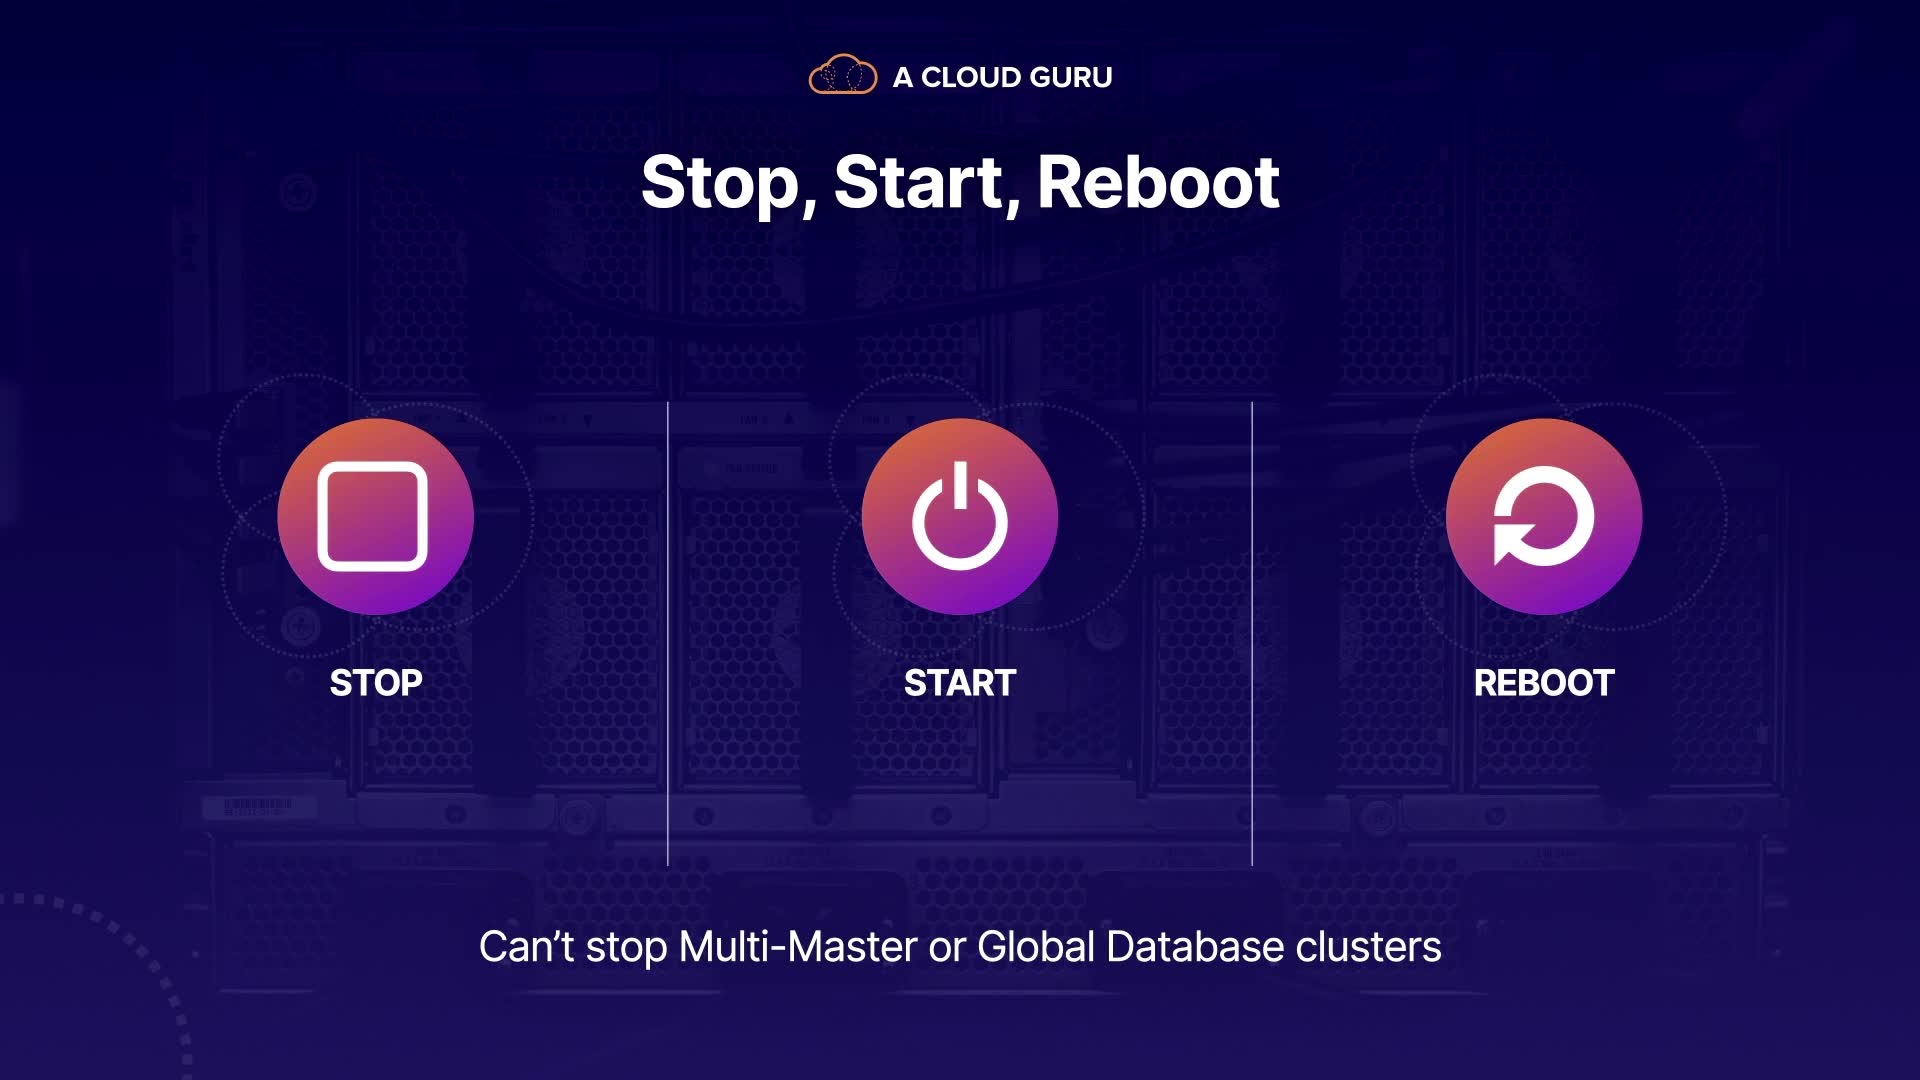 A CLOUD GURU
Stop, Start, Reboot
STOP
START
REBOOT
Can't stop Multi-Master or Global Database clusters